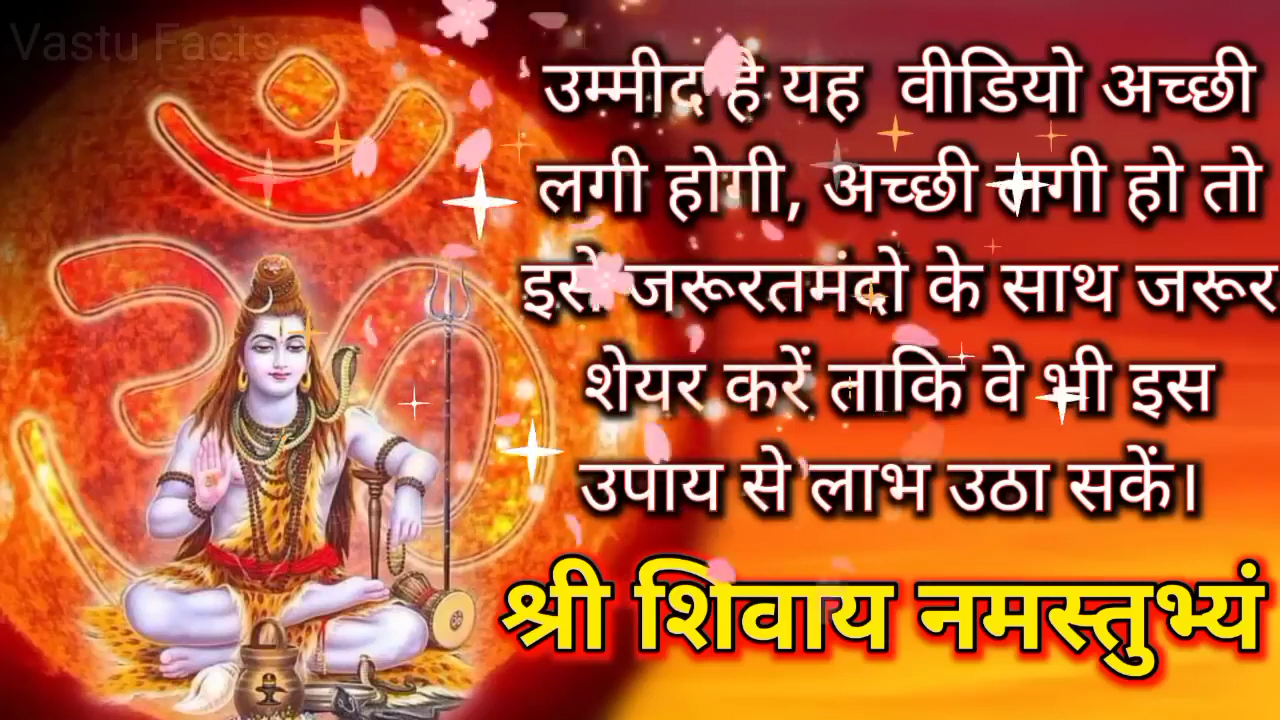 Vastu Facts
उम्मीद है यह वीडियो अच्छी
लगी होगी, अच्छी लगी हो तो
इसे जरूरतमंदो के साथ जरूर
शेयर करें ताकि वे भी इस
उपाय से लाभ उठा सकें।
श्री शिवाय नमस्तुभ्यं